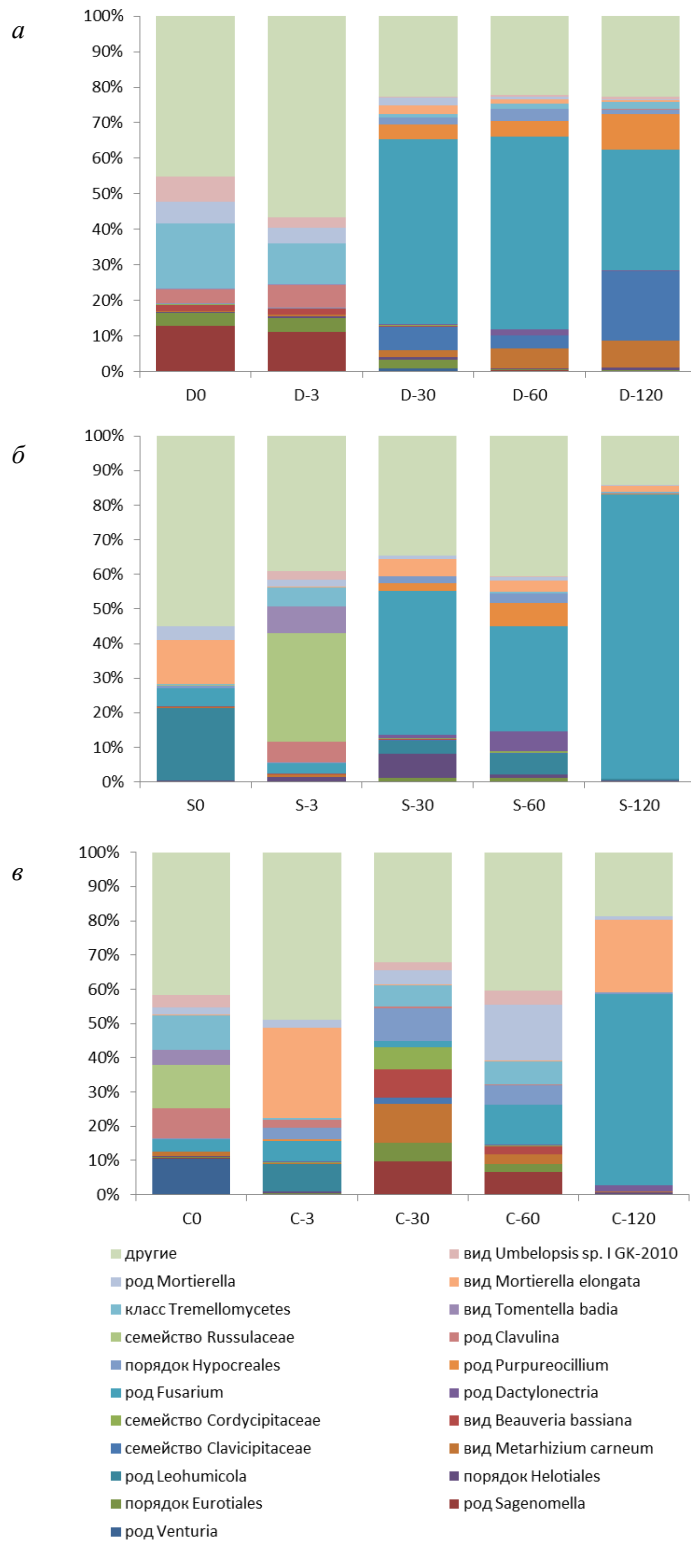 а
100%
90%
80%
70%
60%
50%
40%
30%
20%
10%
0%
D0 D-3 D-30 D-60 D-120
б
100%
90%
80%
70%
60%
50%
40%
30%
20%
10%
0%
S0 S-3 S-30 S-60 S-120
в
100%
90%
80%
70%
60%
50%
40%
30%
20%
10%
0%
C0 C-3 C-30 C-60 C-120
другие вид Umbelopsis sp. I GK-2010
род Mortierella вид Mortierella elongata
класс Tremellomycetes вид Tomentella badia
семейство Russulaceae род Clavulina
порядок Hypocreales род Purpureocillium
род Fusarium род Dactylonectria
семейство Cordycipitaceae вид Beauveria bassiana
семейство Clavicipitaceae вид Metarhizium carneum
род Leohumicola порядок Helotiales
порядок Eurotiales род Sagenomella
род Venturia